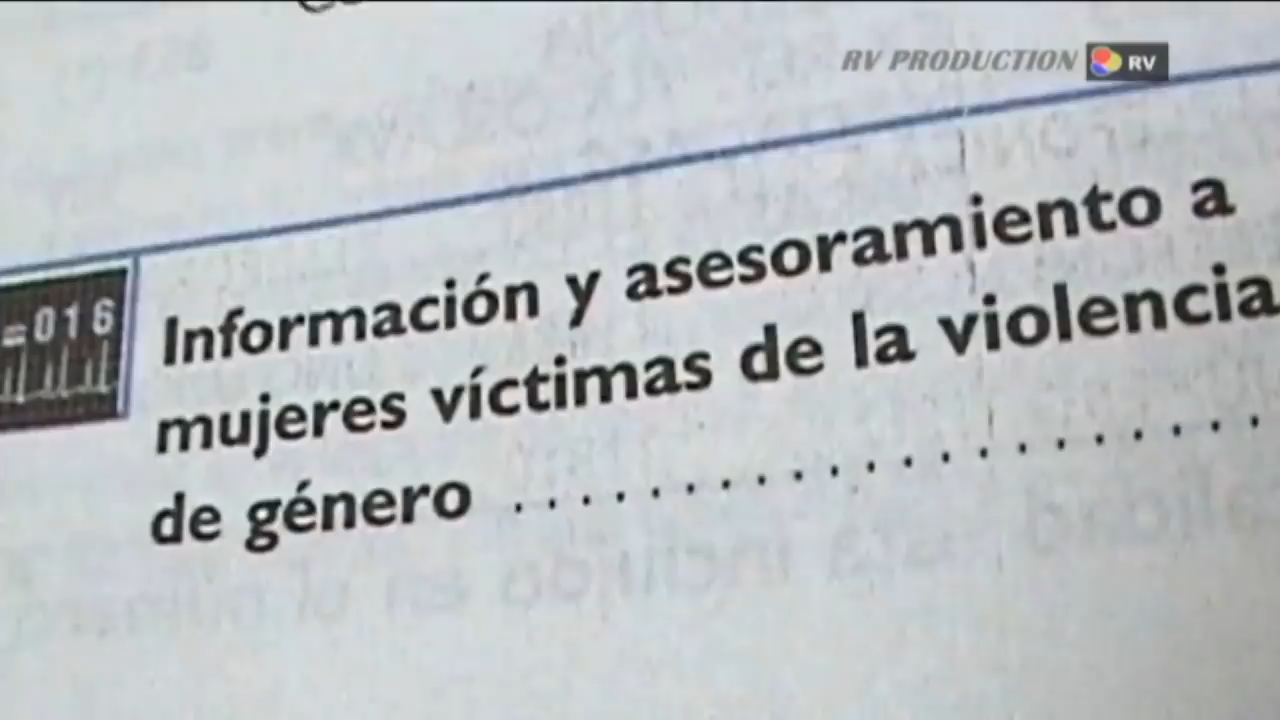 RV PRODUCTION RV
016
Información y asesoramiento a
mujeres víctimas de la violencia
de género ....................